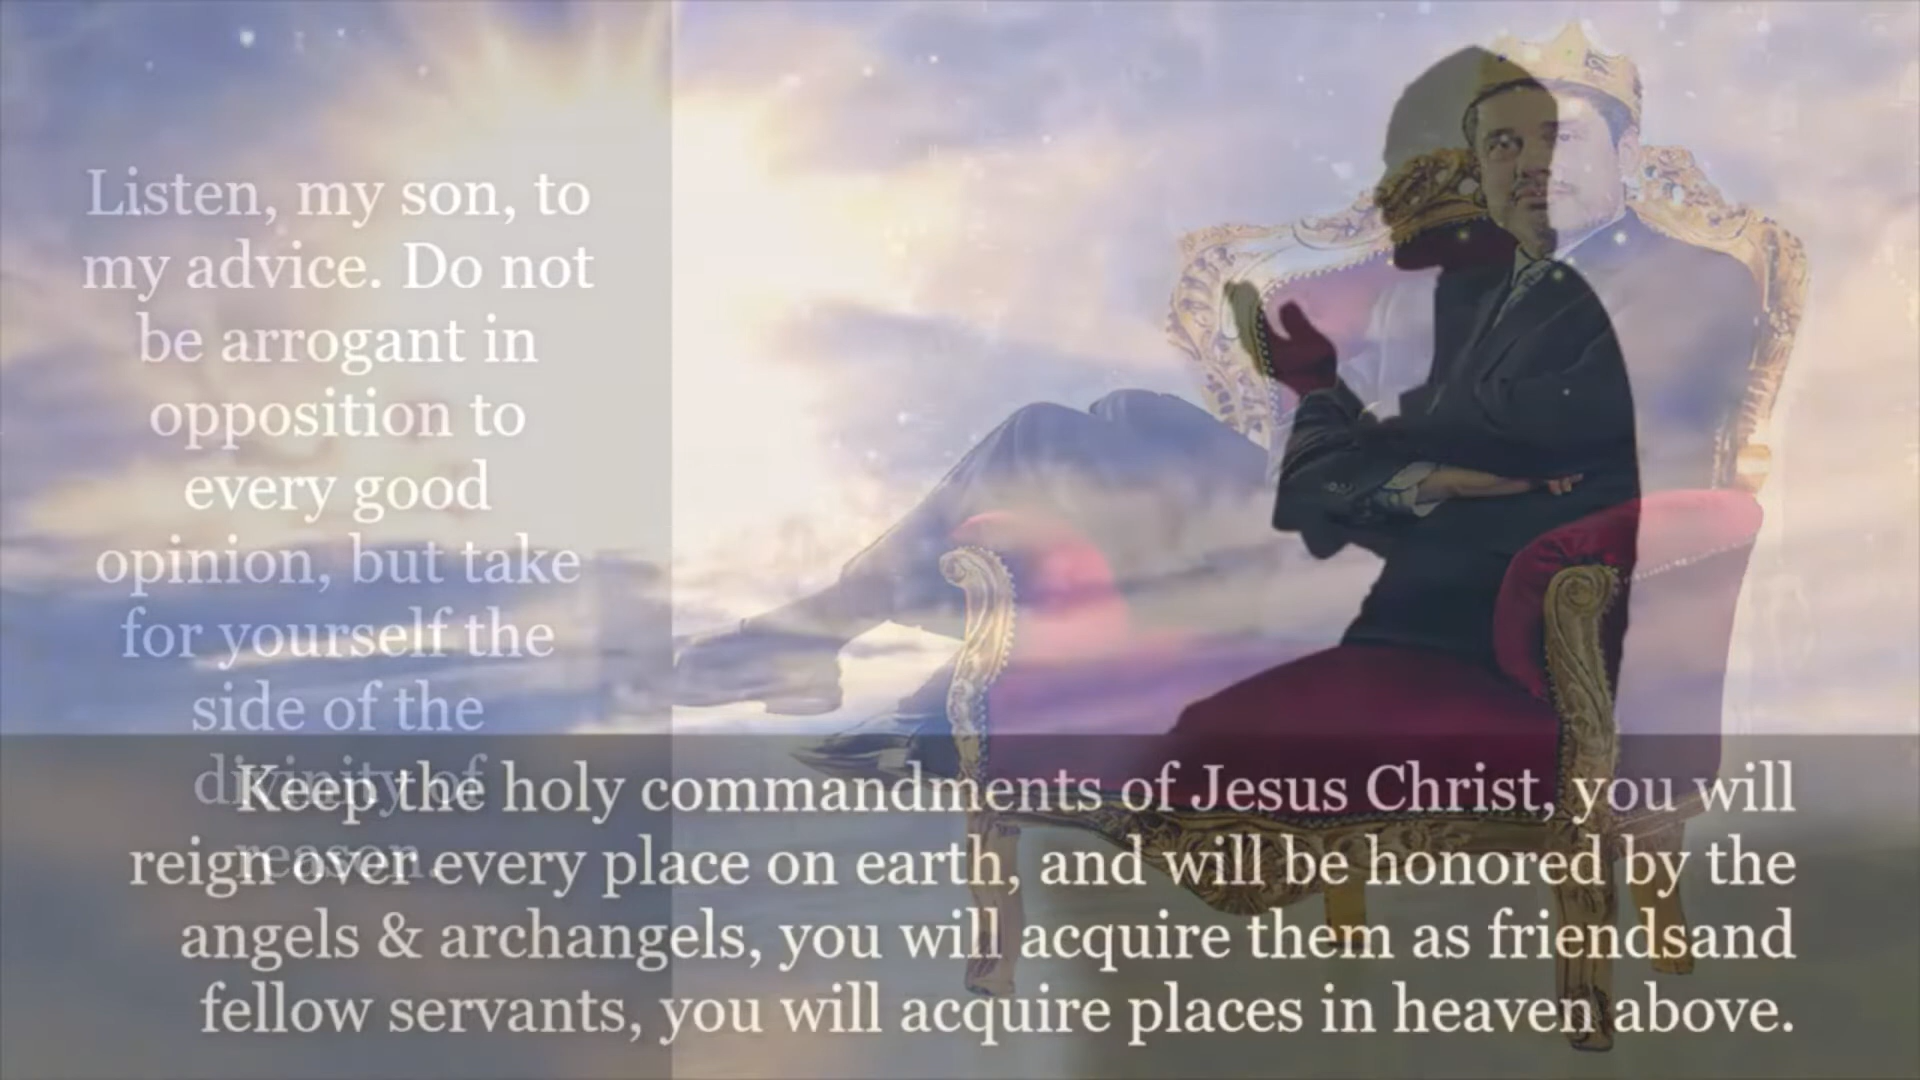 Listen, my son, to
my advice. Do not
be arrogant in
opposition to
every good
opinion, but take
for yourself the
side of the
divinity of
reason.
Keep the holy commandments of Jesus Christ, you will
reign over every place on earth, and will be honored by the
angels & archangels, you will acquire them as friendsand
fellow servants, you will acquire places in heaven above.